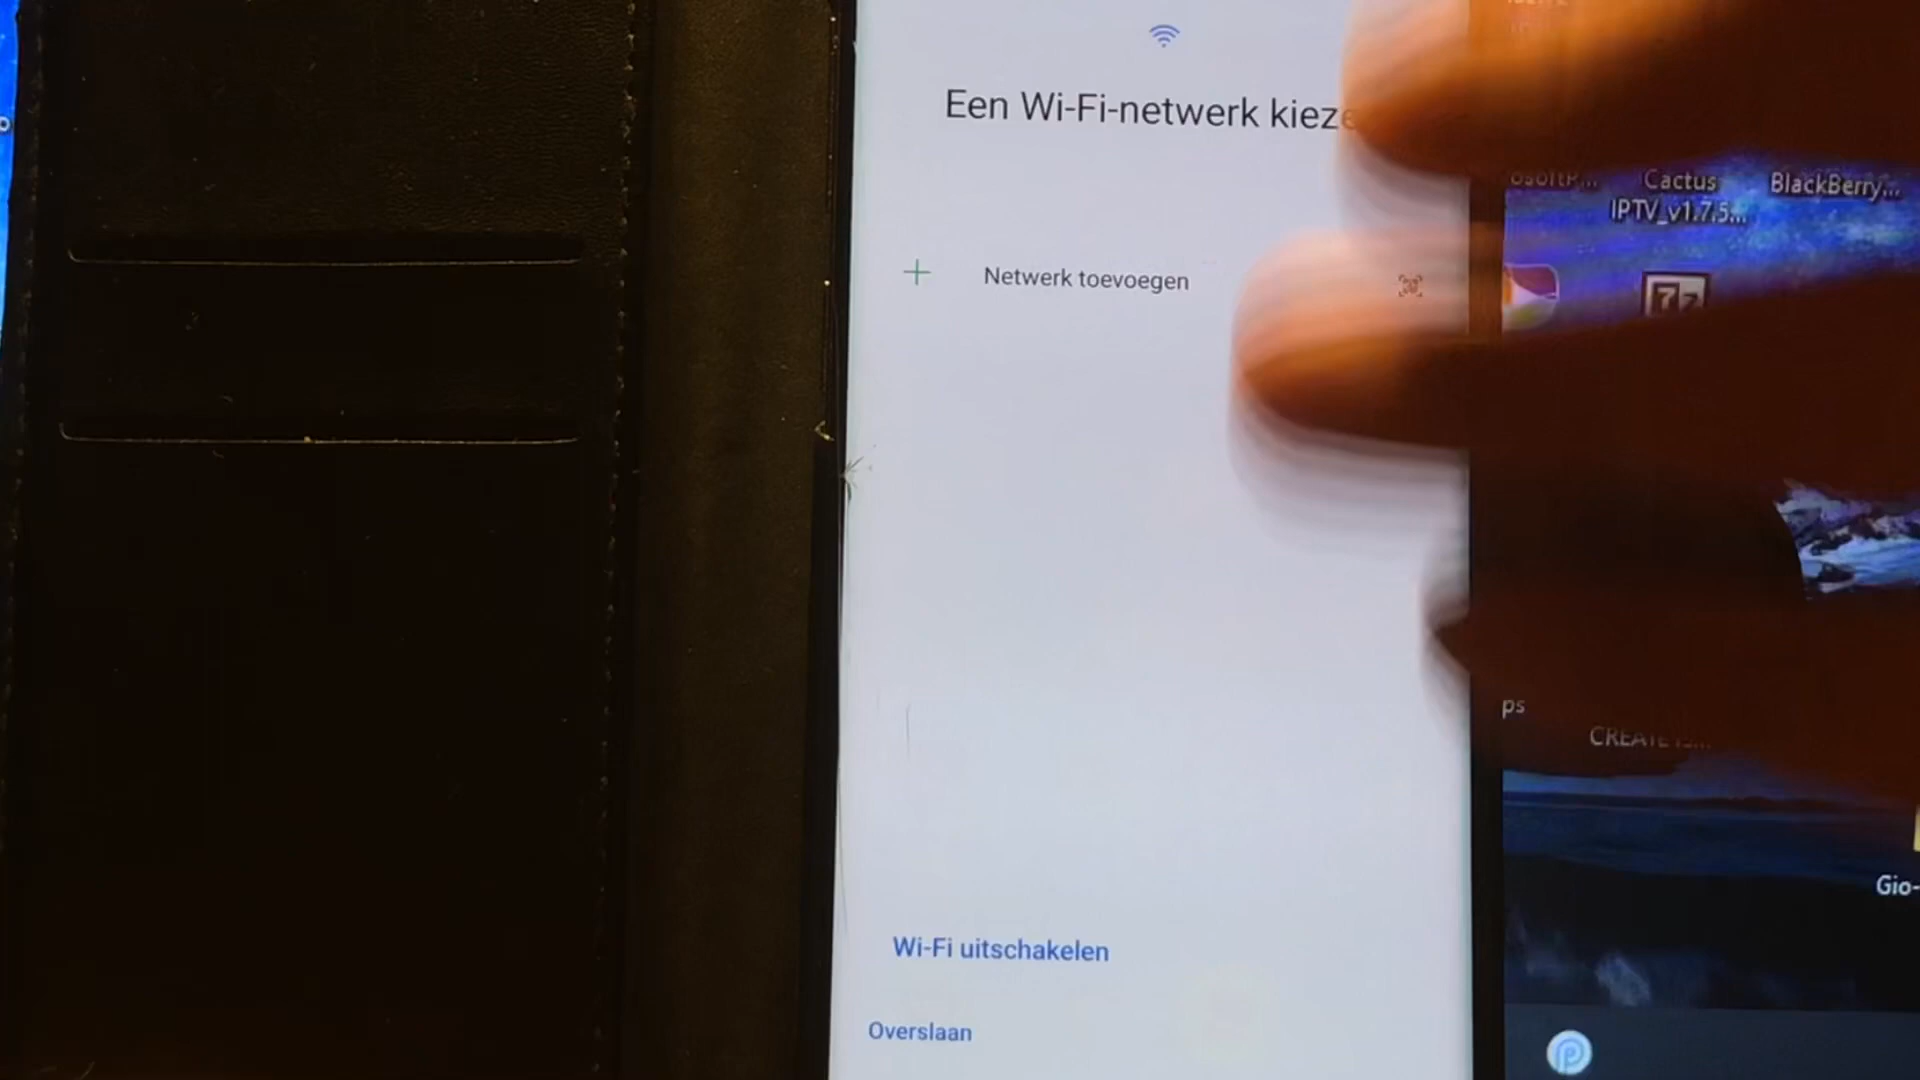 Een Wi-Fi-netwerk kieze
Netwerk toevoegen
Wi-Fi uitschakelen
Overslaan
Cactus
IPTV_v1.7.5...
BlackBerry...
ps
Gio-